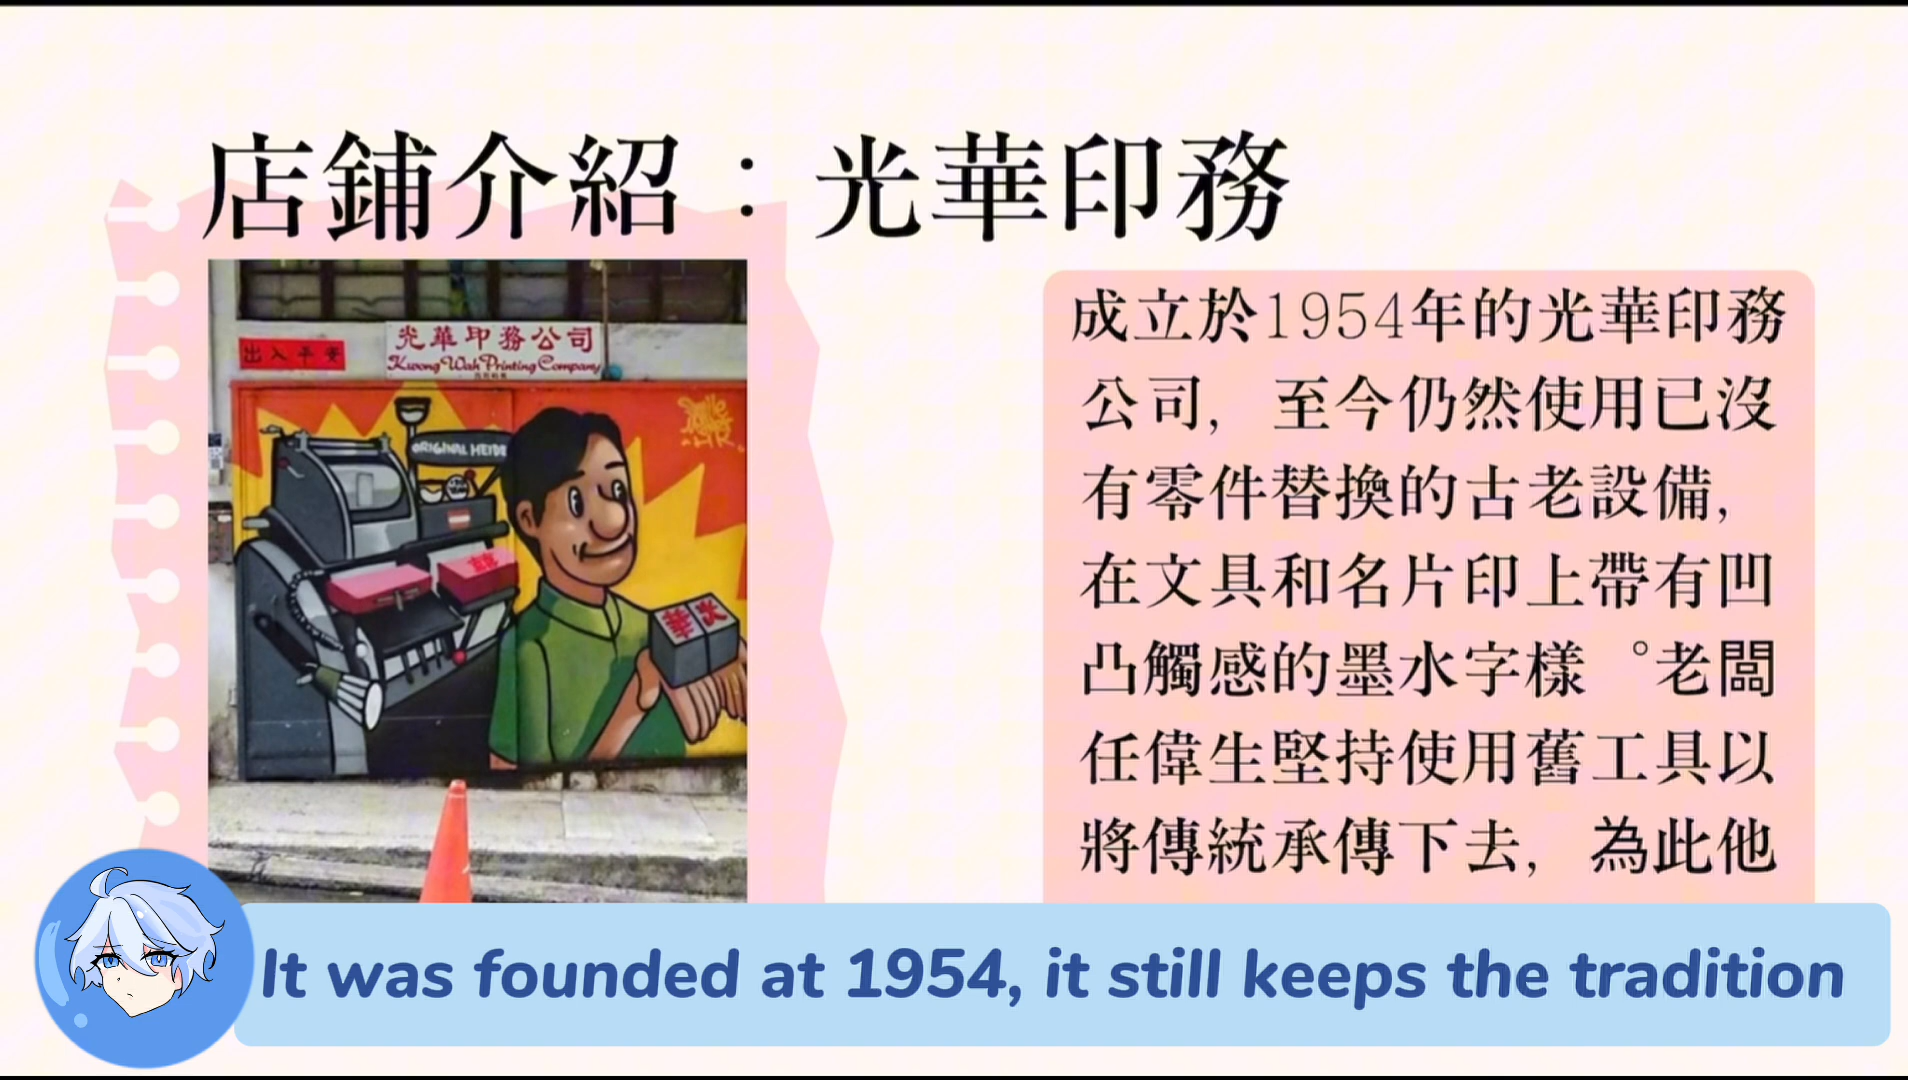 店鋪介紹：光華印務
出入平安
光華印務公司
Kwong Wah Printing Company
ORIGINAL HEIDE
華光
成立於1954年的光華印務
公司，至今仍然使用已沒
有零件替換的古老設備，
在文具和名片印上帶有凹
凸觸感的墨水字樣。老闆
任偉生堅持使用舊工具以
將傳統承傳下去，為此他
It was founded at 1954, it still keeps the tradition